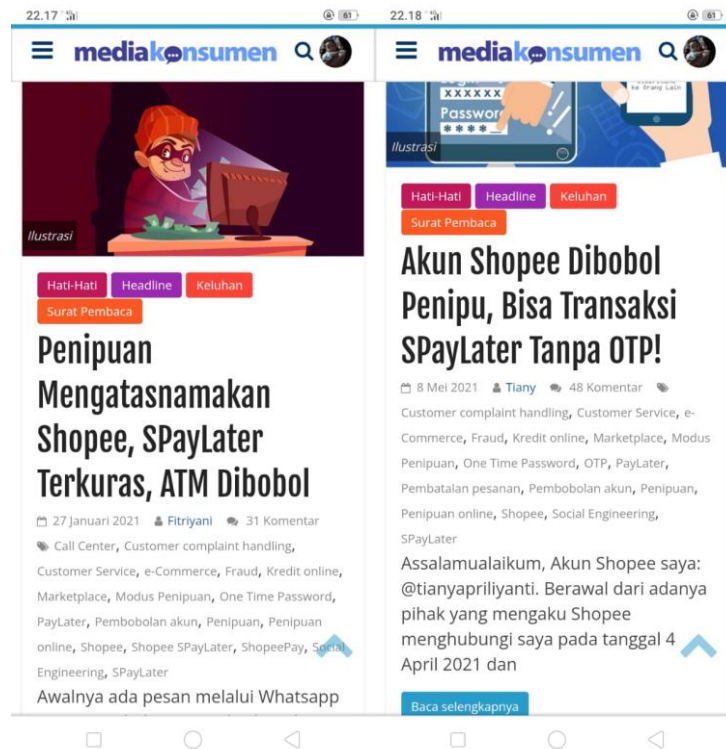 22.17
61
mediakonsumen
Ilustrasi
Hati-Hati Headline Keluhan
Surat Pembaca
Penipuan
Mengatasnamakan
Shopee, SPayLater
Terkuras, ATM Dibobol
27 Januari 2021 Fitriyani 31 Komentar
Call Center, Customer complaint handling,
Customer Service, e-Commerce, Fraud, Kredit online,
Marketplace, Modus Penipuan, One Time Password,
PayLater, Pembobolan akun, Penipuan, Penipuan
online, Shopee, Shopee SPayLater, ShopeePay, Social
Engineering, SPayLater
Awalnya ada pesan melalui Whatsapp
22.18
61
mediakonsumen
XXXXXX
Password
****
ke Orang Lain
Ilustrasi
Hati-Hati Headline Keluhan
Surat Pembaca
Akun Shopee Dibobol
Penipu, Bisa Transaksi
SPayLater Tanpa OTP!
8 Mei 2021 Tiany 48 Komentar
Customer complaint handling, Customer Service, e-
Commerce, Fraud, Kredit online, Marketplace, Modus
Penipuan, One Time Password, OTP, PayLater,
Pembatalan pesanan, Pembobolan akun, Penipuan,
Penipuan online, Shopee, Social Engineering,
SPayLater
Assalamualaikum, Akun Shopee saya:
@tianyapriliyanti. Berawal dari adanya
pihak yang mengaku Shopee
menghubungi saya pada tanggal 4
April 2021 dan
Baca selengkapnya